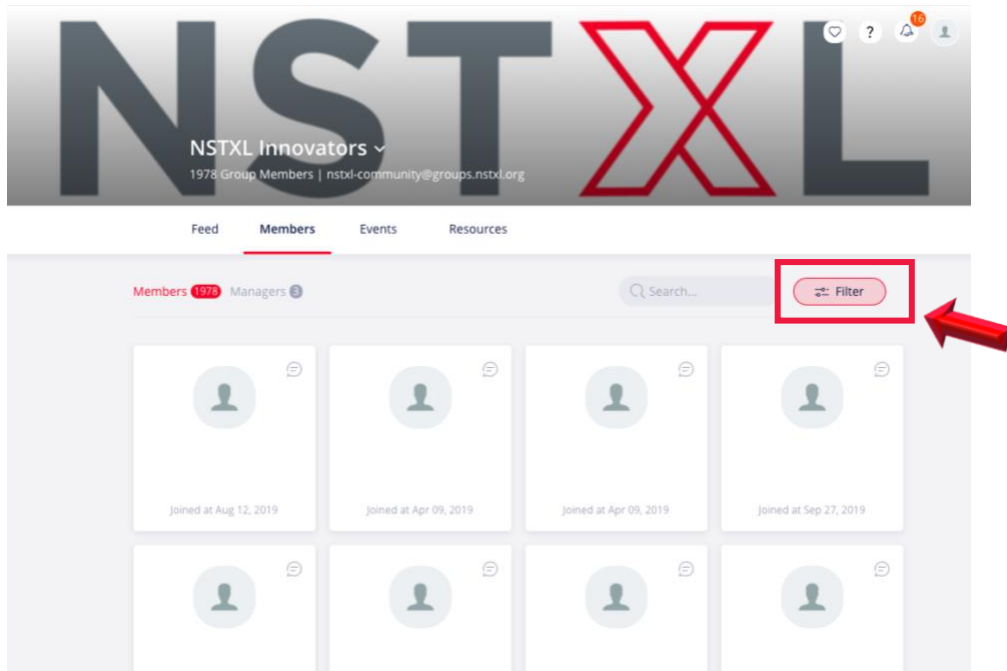 NSTXL
16
?
NSTXL Innovators
1978 Group Members | nstxl-community@groups.nstxl.org
Feed Members Events Resources
Members 1978 Managers 3 Search... Filter
Joined at Aug 12, 2019 Joined at Apr 09, 2019 Joined at Apr 09, 2019 Joined at Sep 27, 2019